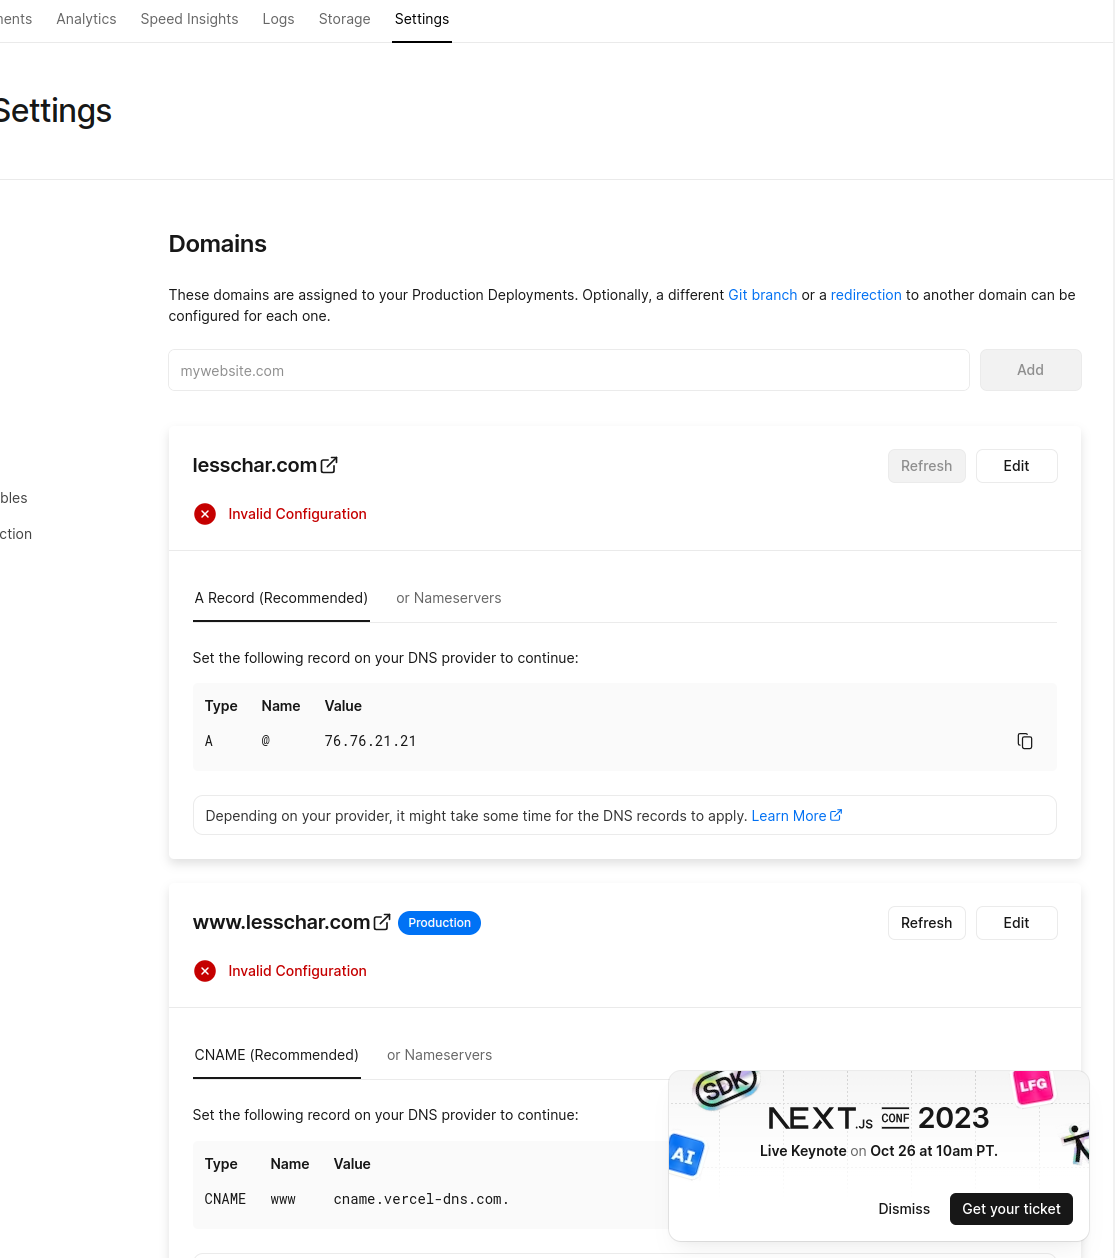 Analytics
Speed Insights
Logs
Storage
Settings
Settings
Domains
These domains are assigned to your Production Deployments. Optionally, a different Git branch or a redirection to another domain can be
configured for each one.
mywebsite.com
Add
lesschar.com
Refresh
Edit
Invalid Configuration
A Record (Recommended)
or Nameservers
Set the following record on your DNS provider to continue:
Type Name Value
A @ 76.76.21.21
Depending on your provider, it might take some time for the DNS records to apply. Learn More
www.lesschar.com
Production
Refresh
Edit
Invalid Configuration
CNAME (Recommended)
or Nameservers
Set the following record on your DNS provider to continue:
Type Name Value
CNAME www cname.vercel-dns.com.
SDK
LFG
AI
NEXT.JS CONF 2023
Live Keynote on Oct 26 at 10am PT.
Dismiss
Get your ticket